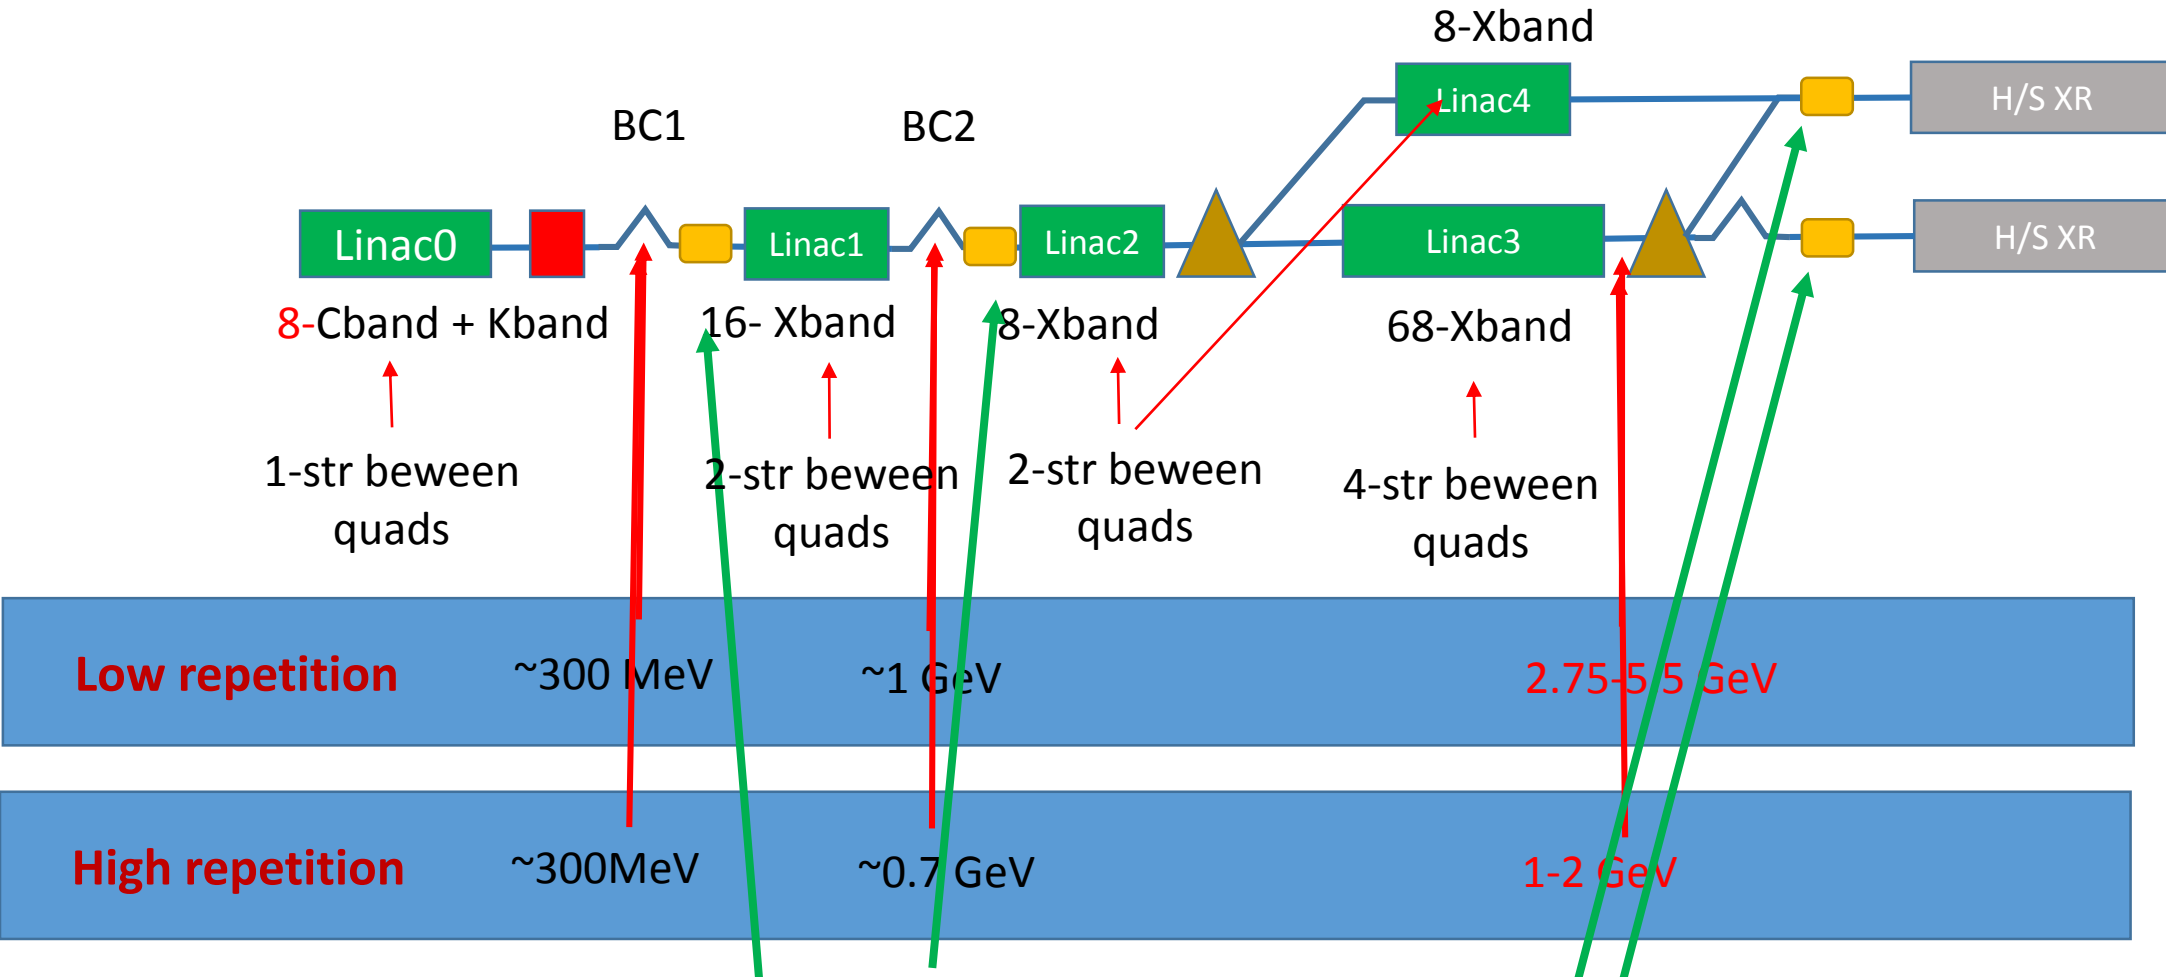 8-Xband
Linac4
H/S XR
BC1
BC2
Linac0
Linac1
Linac2
Linac3
H/S XR
8-Cband + Kband
16- Xband
8-Xband
68-Xband
1-str beween
quads
2-str beween
quads
2-str beween
quads
4-str beween
quads
Low repetition
~300 MeV
~1 GeV
2.75-5.5 GeV
High repetition
~300MeV
~0.7 GeV
1-2 GeV